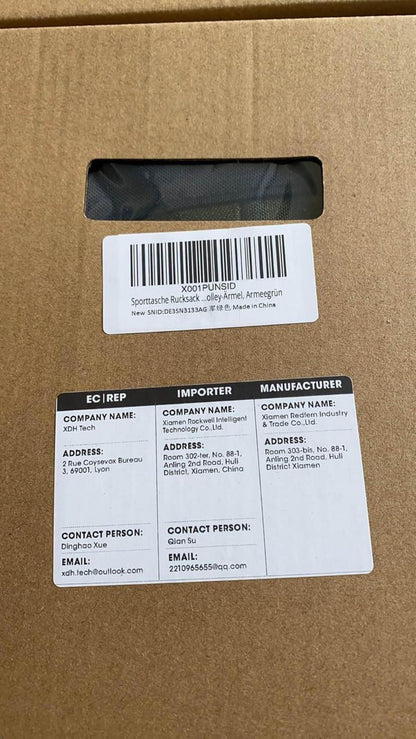 X001PUNSID
Sporttasche Rucksack ...olley-Ärmel, Armeegrün
New SNID:DE3SN3133AG 军绿色 Made in China
EC|REP
COMPANY NAME:
XDH Tech
ADDRESS:
2 Rue Coysevox Bureau
3, 69001, Lyon
CONTACT PERSON:
Dinghao Xue
EMAIL:
xdh.tech@outlook.com
IMPORTER
COMPANY NAME:
Xiamen Rockwell Intelligent
Technology Co.,Ltd.
ADDRESS:
Room 302-ter, No. 88-1,
Anling 2nd Road, Huli
District, Xiamen, China
CONTACT PERSON:
Qian Su
EMAIL:
2210965655@qq.com
MANUFACTURER
COMPANY NAME:
Xiamen Redfern Industry
& Trade Co.,Ltd.
ADDRESS:
Room 303-bis, No. 88-1,
Anling 2nd Road, Huli
District Xiamen